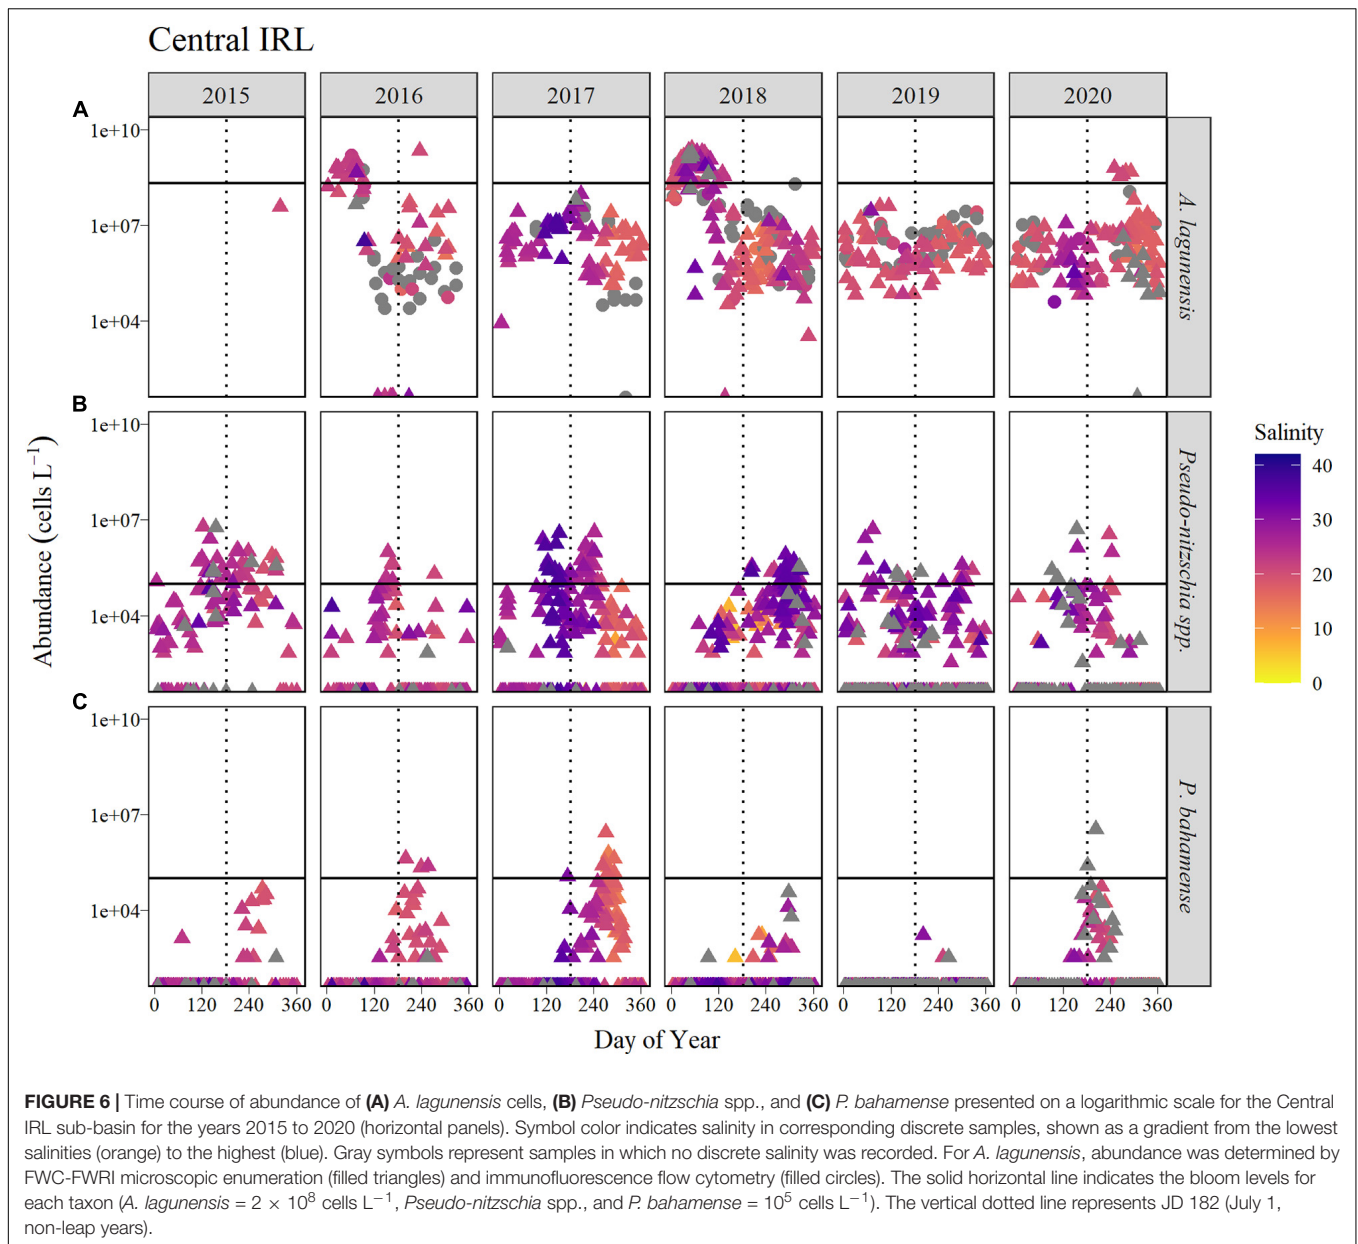 Central IRL
2015 2016 2017 2018 2019 2020
A
1e+10
1e+07
1e+04
A. lagunensis
B
1e+10
1e+07
1e+04
Pseudo-nitzschia spp.
C
1e+10
1e+07
1e+04
P. bahamense
Abundance (cells L⁻¹)
0 120 240 360 0 120 240 360 0 120 240 360 0 120 240 360 0 120 240 360 0 120 240 360
Day of Year
Salinity
40
30
20
10
0
FIGURE 6 | Time course of abundance of (A) A. lagunensis cells, (B) Pseudo-nitzschia spp., and (C) P. bahamense presented on a logarithmic scale for the Central
IRL sub-basin for the years 2015 to 2020 (horizontal panels). Symbol color indicates salinity in corresponding discrete samples, shown as a gradient from the lowest
salinities (orange) to the highest (blue). Gray symbols represent samples in which no discrete salinity was recorded. For A. lagunensis, abundance was determined by
FWC-FWRI microscopic enumeration (filled triangles) and immunofluorescence flow cytometry (filled circles). The solid horizontal line indicates the bloom levels for
each taxon (A. lagunensis = 2 × 10⁸ cells L⁻¹, Pseudo-nitzschia spp., and P. bahamense = 10⁵ cells L⁻¹). The vertical dotted line represents JD 182 (July 1,
non-leap years).